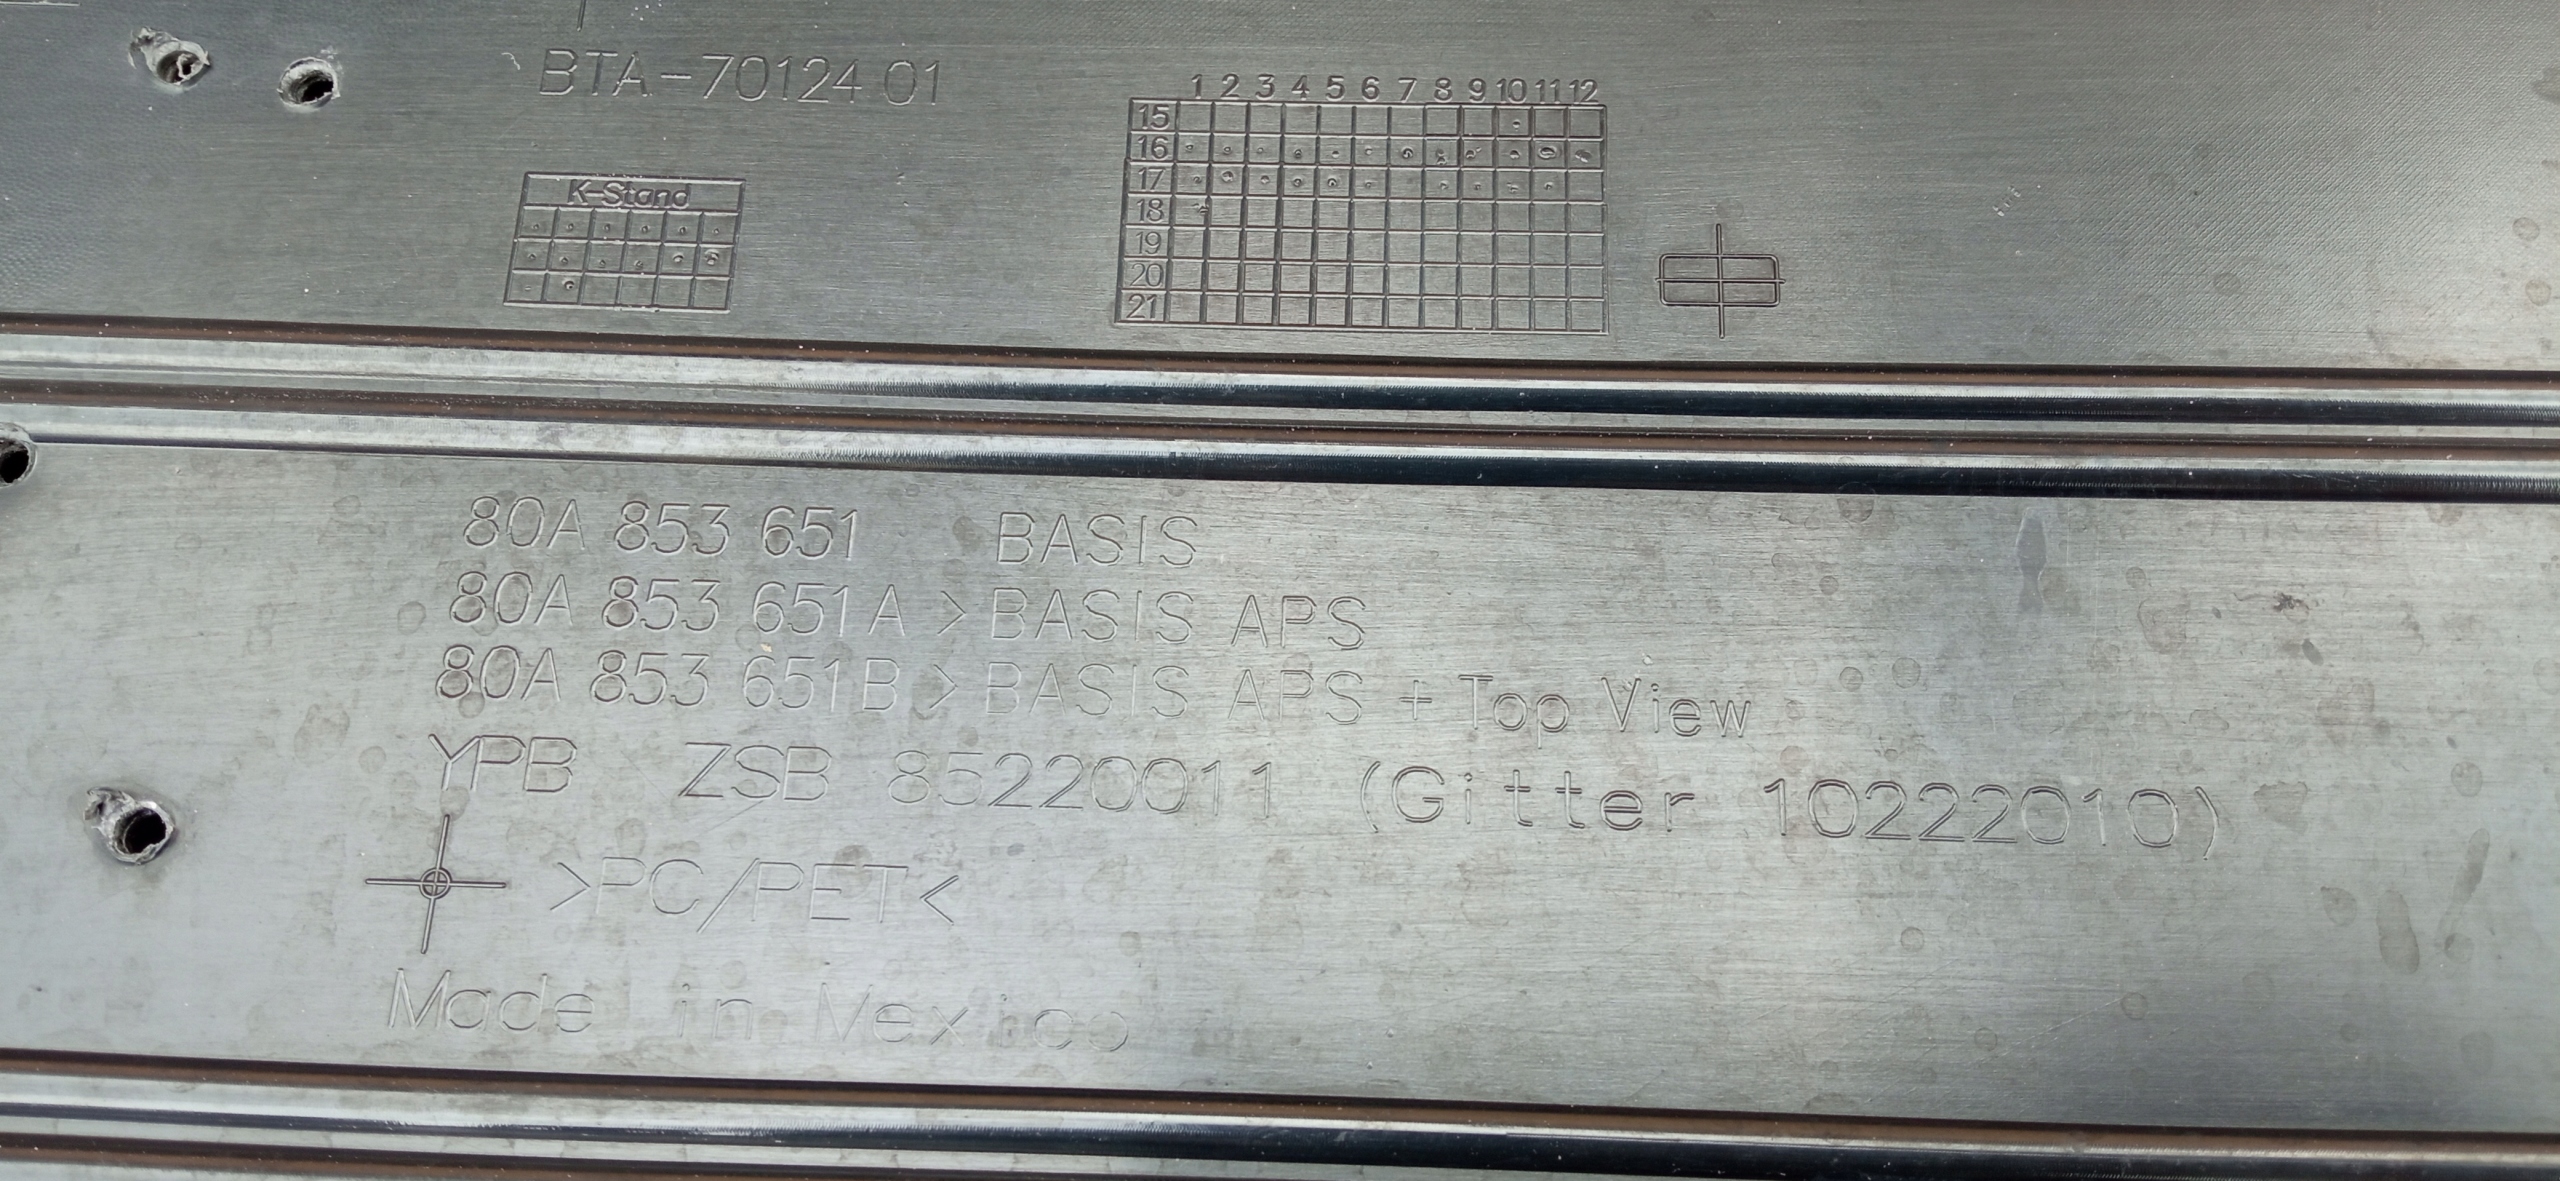 BTA-70124 01
1 2 3 4 5 6 7 8 9 10 11 12
15
16
17
18
19
20
21
K-Stand
80A 853 651 BASIS
80A 853 651 A > BASIS APS
80A 853 651 B > BASIS APS + Top View
YPB ZSB 85220011 (Gitter 10222010)
>PC/PET<
Made in Mexico